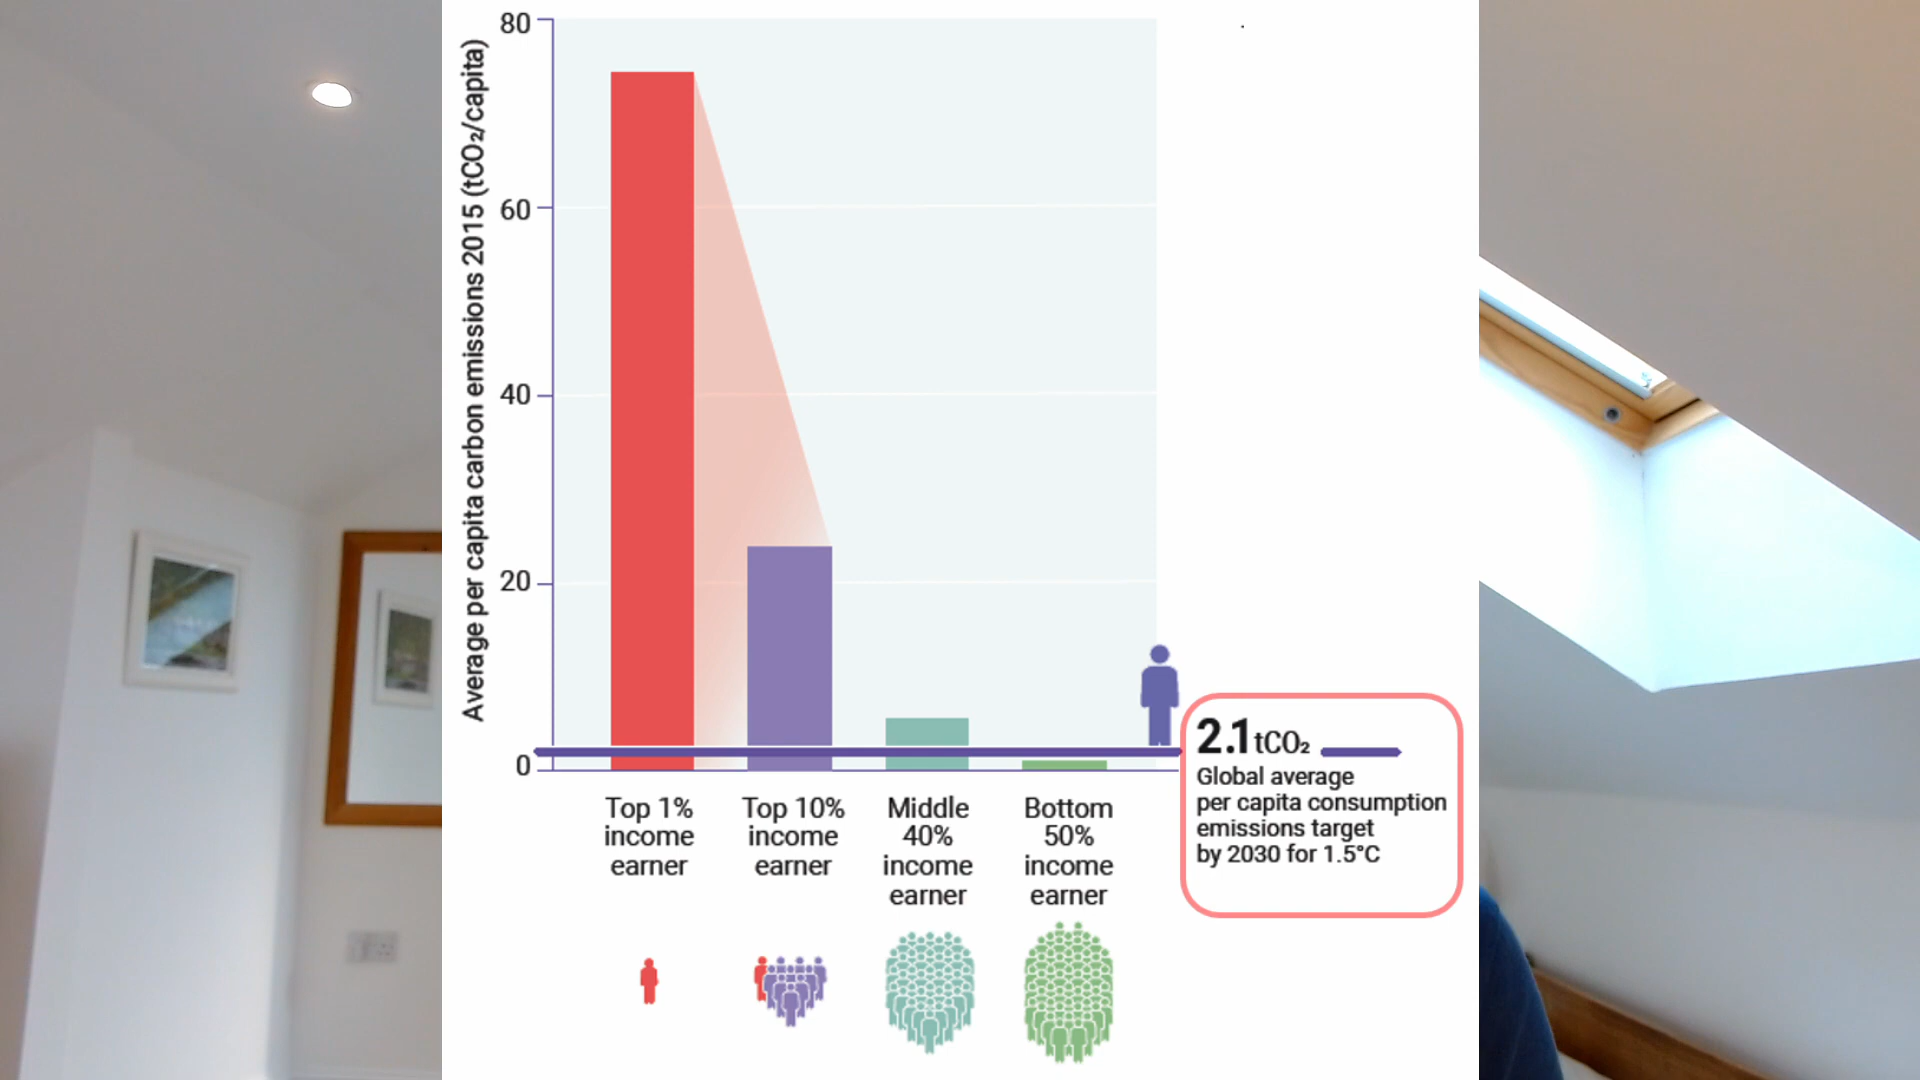 80
60
40
20
0
Average per capita carbon emissions 2015 (tCO₂/capita)
Top 1%
income
earner
Top 10%
income
earner
Middle
40%
income
earner
Bottom
50%
income
earner
2.1 tCO₂
Global average
per capita consumption
emissions target
by 2030 for 1.5°C